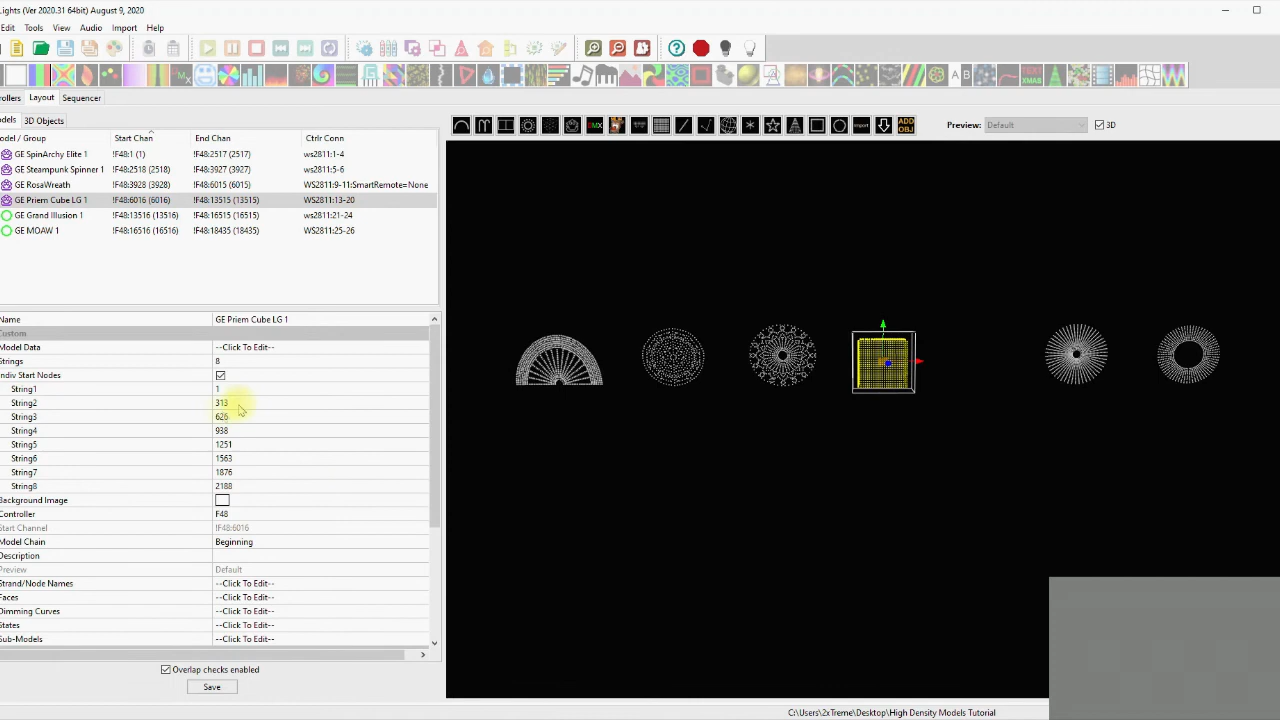 Lights (Ver 2020.31 64bit) August 9, 2020
Edit Tools View Audio Import Help
Layout Sequencer
3D Objects
Model / Group Start Chan End Chan Ctrlr Conn
GE SpinArchy Elite 1 !F48:1 (1) !F48:2517 (2517) ws2811:1-4
GE Steampunk Spinner 1 !F48:2518 (2518) !F48:3927 (3927) ws2811:5-6
GE RosaWreath !F48:3928 (3928) !F48:6015 (6015) WS2811:9-11:SmartRemote=None
GE Priem Cube LG 1 !F48:6016 (6016) !F48:13515 (13515) WS2811:13-20
GE Grand Illusion 1 !F48:13516 (13516) !F48:16515 (16515) ws2811:21-24
GE MOAW 1 !F48:16516 (16516) !F48:18435 (18435) ws2811:25-26
Preview: Default 3D
Name GE Priem Cube LG 1
Custom
Model Data --Click To Edit--
Strings 8
Indiv Start Nodes
String1 1
String2 313
String3 626
String4 938
String5 1251
String6 1563
String7 1876
String8 2188
Background Image
Controller F48
Start Channel !F48:6016
Model Chain Beginning
Description
Preview Default
Strand/Node Names --Click To Edit--
Faces --Click To Edit--
Dimming Curves --Click To Edit--
States --Click To Edit--
Sub-Models --Click To Edit--
Overlap checks enabled
Save
C:\Users\2xTreme\Desktop\High Density Models Tutorial